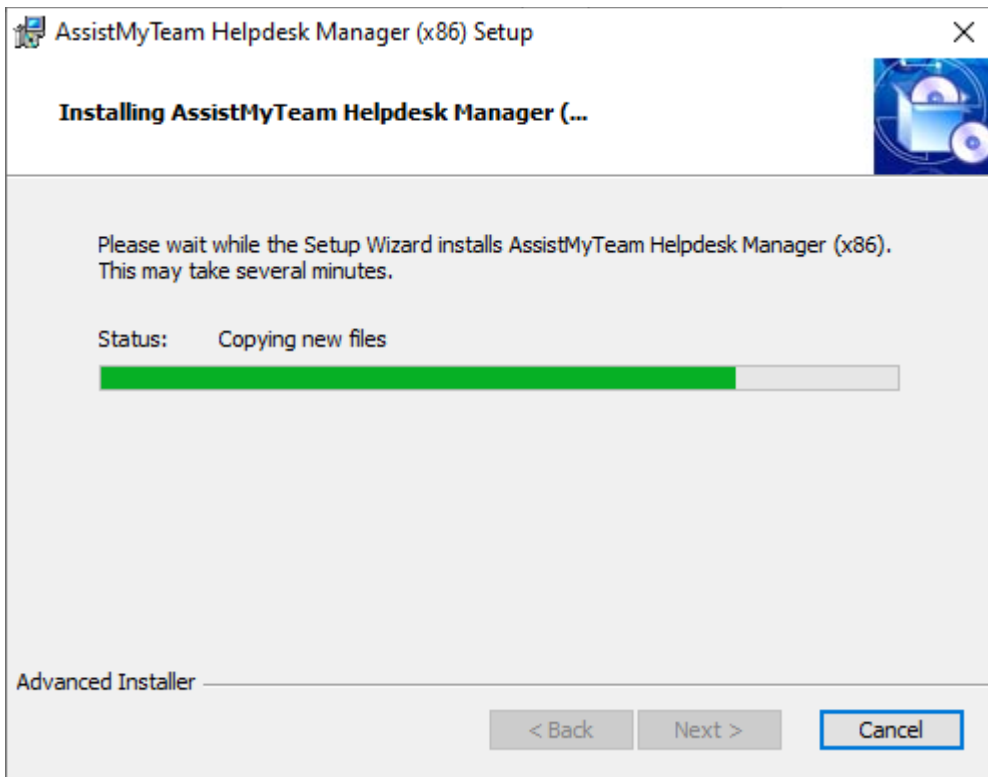 AssistMyTeam Helpdesk Manager (x86) Setup
Installing AssistMyTeam Helpdesk Manager (...
Please wait while the Setup Wizard installs AssistMyTeam Helpdesk Manager (x86).
This may take several minutes.
Status: Copying new files
Advanced Installer
< Back Next > Cancel